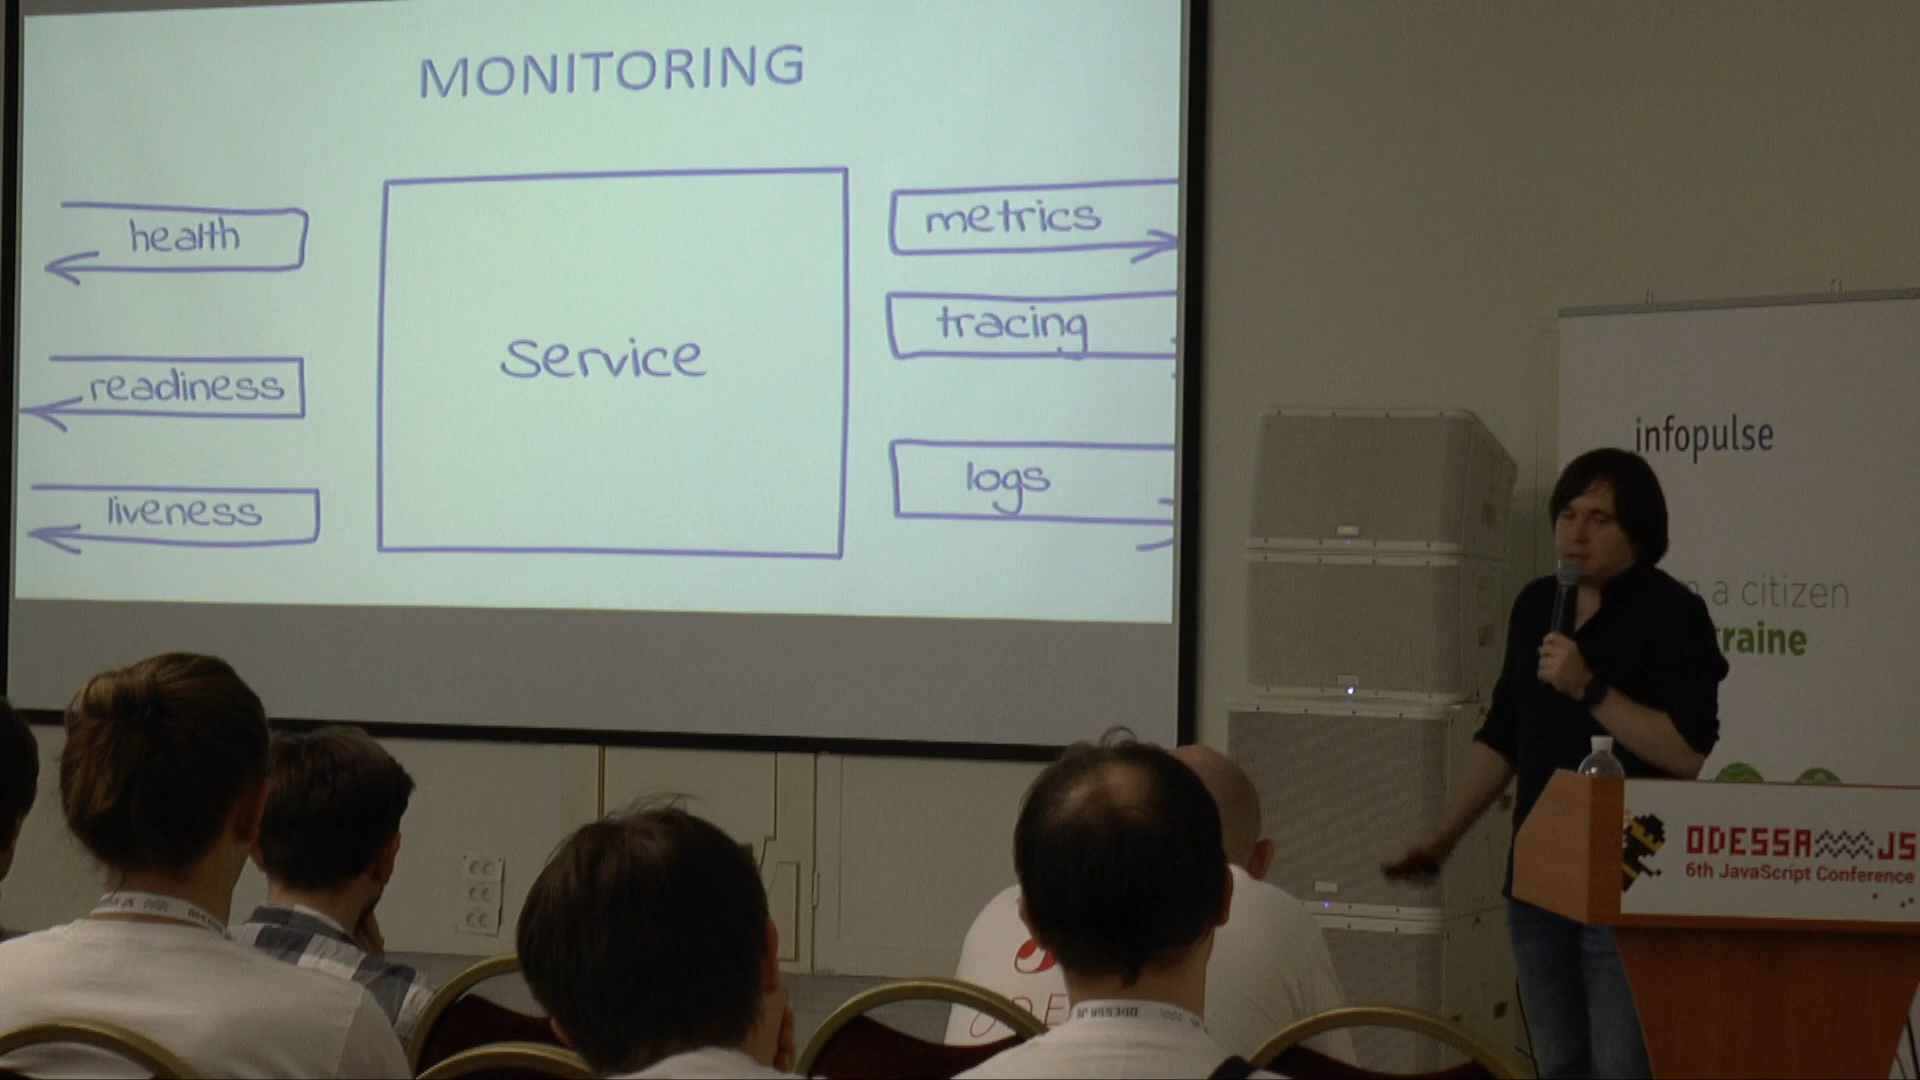 MONITORING
health
readiness
liveness
Service
metrics
tracing
logs
infopulse
a citizen
raine
ODESSA JS
6th JavaScript Conference